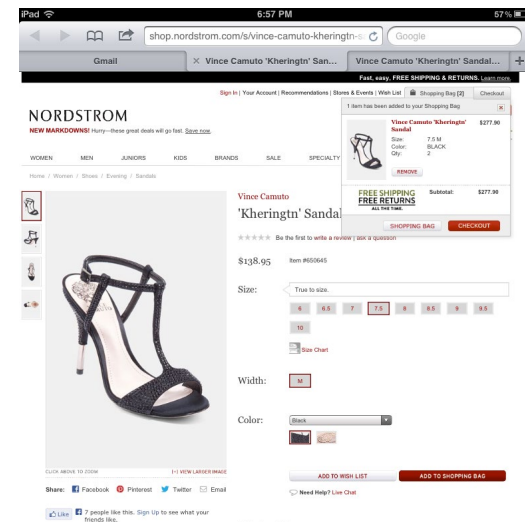 iPad 6:57 PM 57%
shop.nordstrom.com/s/vince-camuto-kheringtn-s Google
Gmail × Vince Camuto 'Kheringtn' San... Vince Camuto 'Kheringtn' Sandal... +
Fast, easy, FREE SHIPPING & RETURNS. Learn more.
Sign In | Your Account | Recommendations | Stores & Events | Wish List Shopping Bag [2] Checkout
1 item has been added to your Shopping Bag
NORDSTROM
NEW MARKDOWNS! Hurry—these great deals will go fast. Save now.
Vince Camuto 'Kheringtn' $277.90
Sandal
Size: 7.5 M
Color: BLACK
Qty: 2
REMOVE
WOMEN MEN JUNIORS KIDS BRANDS SALE SPECIALTY
Home / Women / Shoes / Evening / Sandals
FREE SHIPPING Subtotal: $277.90
FREE RETURNS
ALL THE TIME.
SHOPPING BAG CHECKOUT
Vince Camuto
'Kheringtn' Sandal
Be the first to write a review | ask a question
$138.95 Item #650645
Size: True to size.
6 6.5 7 7.5 8 8.5 9 9.5
10
Size Chart
Width: M
Color: Black
CLICK ABOVE TO ZOOM [+] VIEW LARGER IMAGE
ADD TO WISH LIST ADD TO SHOPPING BAG
Share: Facebook Pinterest Twitter Email
Need Help? Live Chat
Like 7 people like this. Sign Up to see what your
friends like.